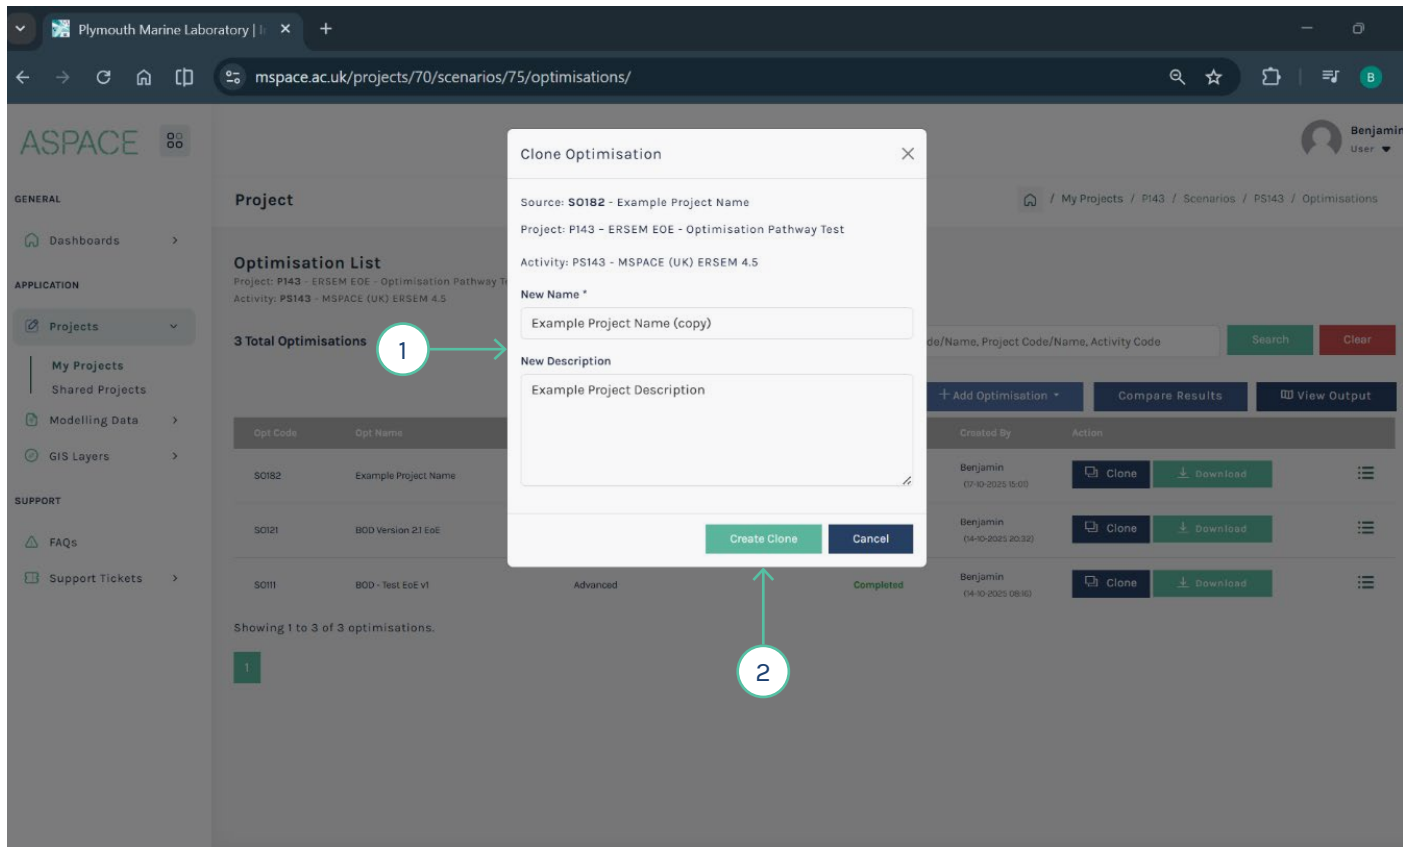 Plymouth Marine Laboratory |
mspace.ac.uk/projects/70/scenarios/75/optimisations/
B
ASPACE
Benjamin
User
GENERAL
Dashboards
APPLICATION
Projects
My Projects
Shared Projects
Modelling Data
GIS Layers
SUPPORT
FAQs
Support Tickets
Project
/ My Projects / P143 / Scenarios / PS143 / Optimisations
Optimisation List
Project: P143 - ERSEM EOE - Optimisation Pathway
Activity: PS143 - MSPACE (UK) ERSEM 4.5
3 Total Optimisations
de/Name, Project Code/Name, Activity Code
Search
Clear
+ Add Optimisation
Compare Results
View Output
Opt Code
Opt Name
Created By
Action
SO182
Example Project Name
Benjamin
(17-10-2025 15:01)
Clone
Download
SO121
BOD Version 2.1 EoE
Benjamin
(14-10-2025 20:32)
Clone
Download
SO111
BOD - Test EoE v1
Advanced
Completed
Benjamin
(14-10-2025 08:16)
Clone
Download
Showing 1 to 3 of 3 optimisations.
1
Clone Optimisation
Source: SO182 - Example Project Name
Project: P143 – ERSEM EOE - Optimisation Pathway Test
Activity: PS143 - MSPACE (UK) ERSEM 4.5
New Name *
Example Project Name (copy)
New Description
Example Project Description
Create Clone
Cancel
1
2